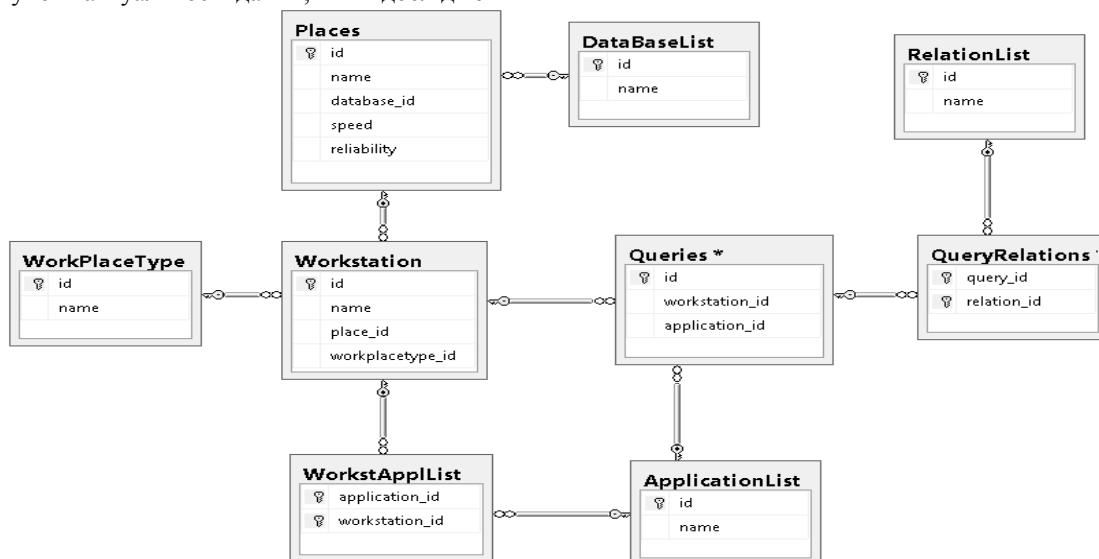 Places
id
name
database_id
speed
reliability
DataBaseList
id
name
RelationList
id
name
WorkPlaceType
id
name
Workstation
id
name
place_id
workplacetype_id
Queries *
id
workstation_id
application_id
QueryRelations *
query_id
relation_id
WorkstApplList
application_id
workstation_id
ApplicationList
id
name